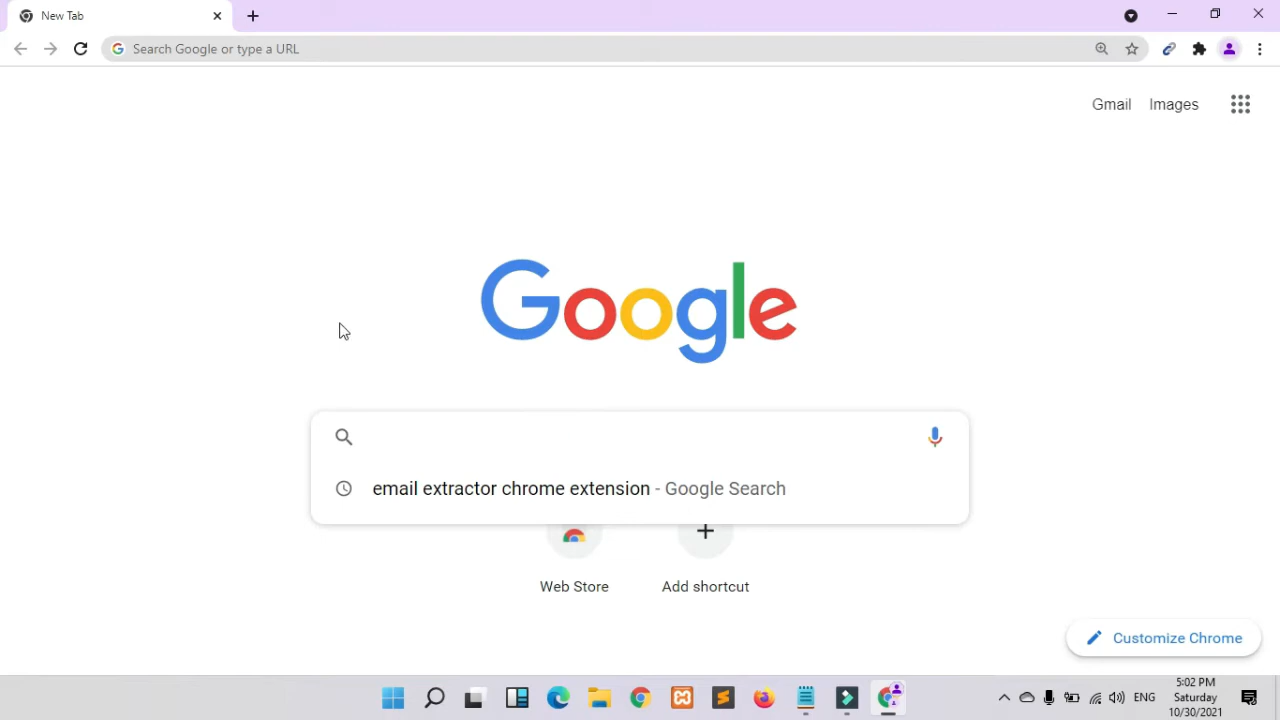 New Tab
Search Google or type a URL
Gmail Images
Google
email extractor chrome extension - Google Search
Web Store Add shortcut
Customize Chrome
5:02 PM
ENG Saturday
10/30/2021